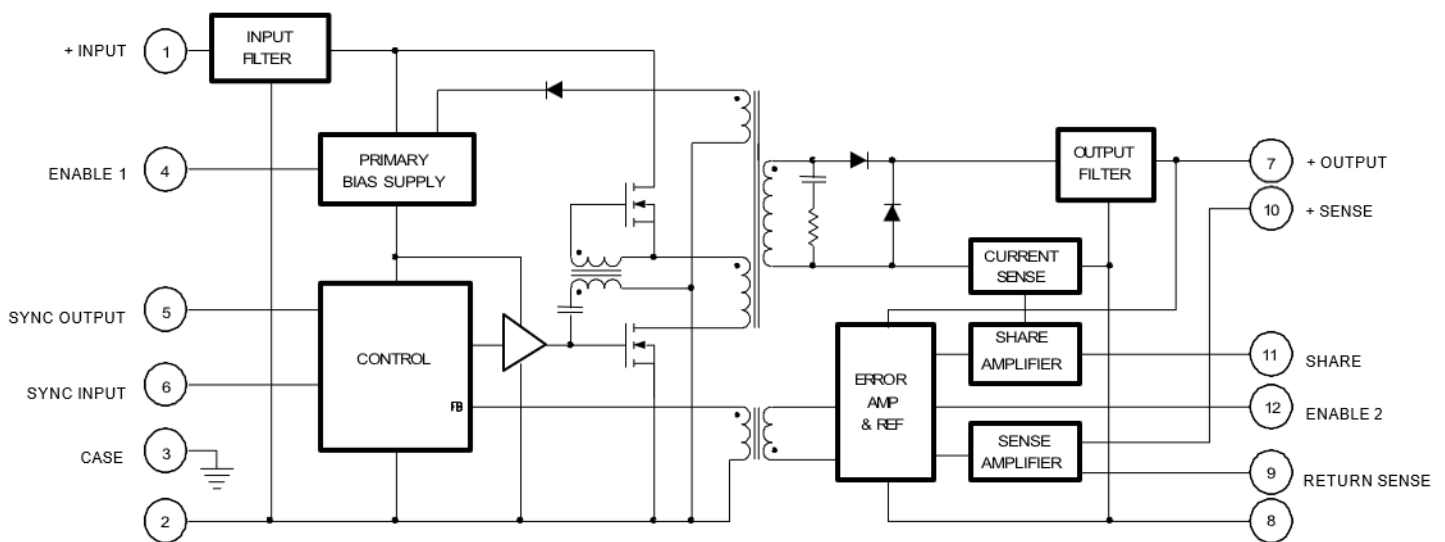 + INPUT
1
INPUT
FILTER
ENABLE 1
4
PRIMARY
BIAS SUPPLY
OUTPUT
FILTER
7
+ OUTPUT
10
+ SENSE
CURRENT
SENSE
SYNC OUTPUT
5
CONTROL
FB
SYNC INPUT
6
ERROR
AMP
& REF
SHARE
AMPLIFIER
11
SHARE
12
ENABLE 2
CASE
3
SENSE
AMPLIFIER
9
RETURN SENSE
2
8